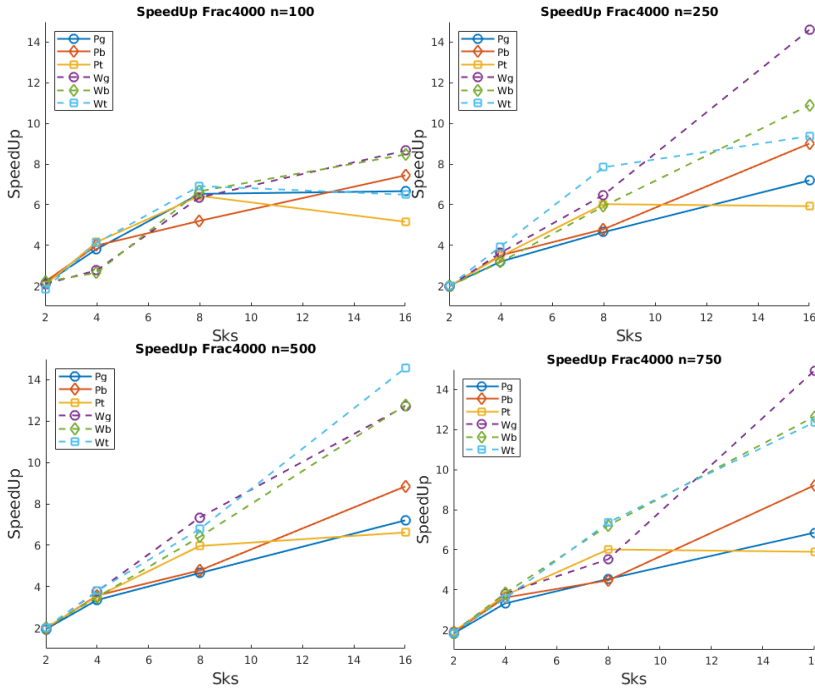 SpeedUp Frac4000 n=100
14
12
10
8
6
4
2
SpeedUp
Pg
Pb
Pt
Wg
Wb
Wt
2 4 6 8 10 12 14 16
Sks
SpeedUp Frac4000 n=250
14
12
10
8
6
4
2
SpeedUp
Pg
Pb
Pt
Wg
Wb
Wt
2 4 6 8 10 12 14 16
Sks
SpeedUp Frac4000 n=500
14
12
10
8
6
4
2
SpeedUp
Pg
Pb
Pt
Wg
Wb
Wt
2 4 6 8 10 12 14 16
Sks
SpeedUp Frac4000 n=750
14
12
10
8
6
4
2
SpeedUp
Pg
Pb
Pt
Wg
Wb
Wt
2 4 6 8 10 12 14
Sks